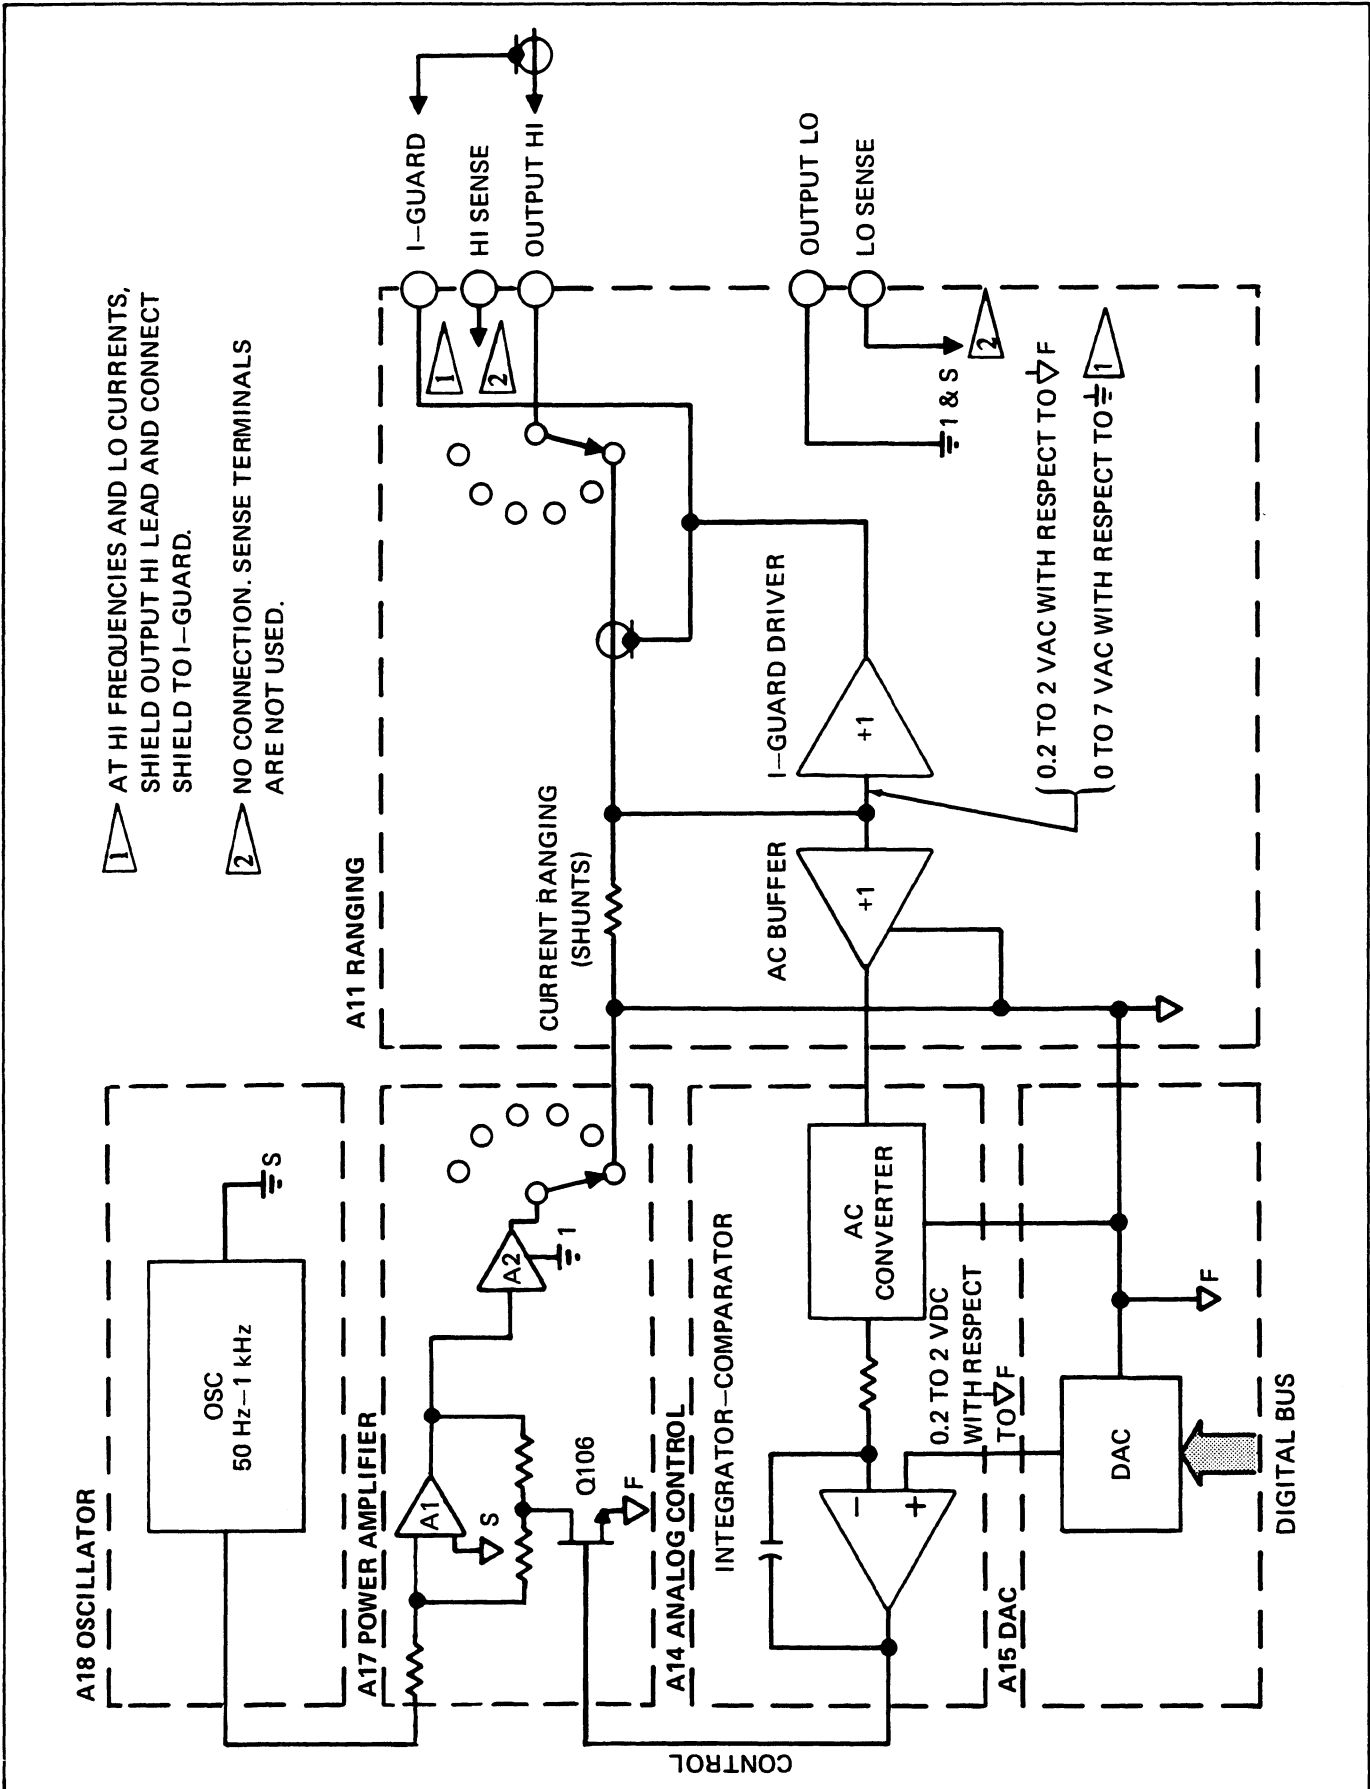 1 AT HI FREQUENCIES AND LO CURRENTS,
SHIELD OUTPUT HI LEAD AND CONNECT
SHIELD TO I–GUARD.
2 NO CONNECTION. SENSE TERMINALS
ARE NOT USED.
A18 OSCILLATOR
OSC
50 Hz–1 kHz
S
A17 POWER AMPLIFIER
A1
S
A2
1
Q106
F
A11 RANGING
CURRENT RANGING
(SHUNTS)
I–GUARD
HI SENSE
OUTPUT HI
1
2
AC BUFFER
+1
I–GUARD DRIVER
+1
OUTPUT LO
LO SENSE
1 & S
2
0.2 TO 2 VAC WITH RESPECT TO F
0 TO 7 VAC WITH RESPECT TO 1
A14 ANALOG CONTROL
INTEGRATOR–COMPARATOR
–
+
AC
CONVERTER
0.2 TO 2 VDC
WITH RESPECT
TO F
A15 DAC
DAC
F
DIGITAL BUS
CONTROL